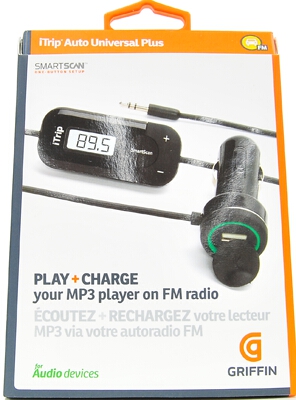 iTrip Auto Universal Plus
FM
SMARTSCAN™
ONE-BUTTON SETUP
iTrip
89.5
+
SmartScan
−
PLAY + CHARGE
your MP3 player on FM radio
ÉCOUTEZ + RECHARGEZ votre lecteur
MP3 via votre autoradio FM
for
Audio devices
GRIFFIN